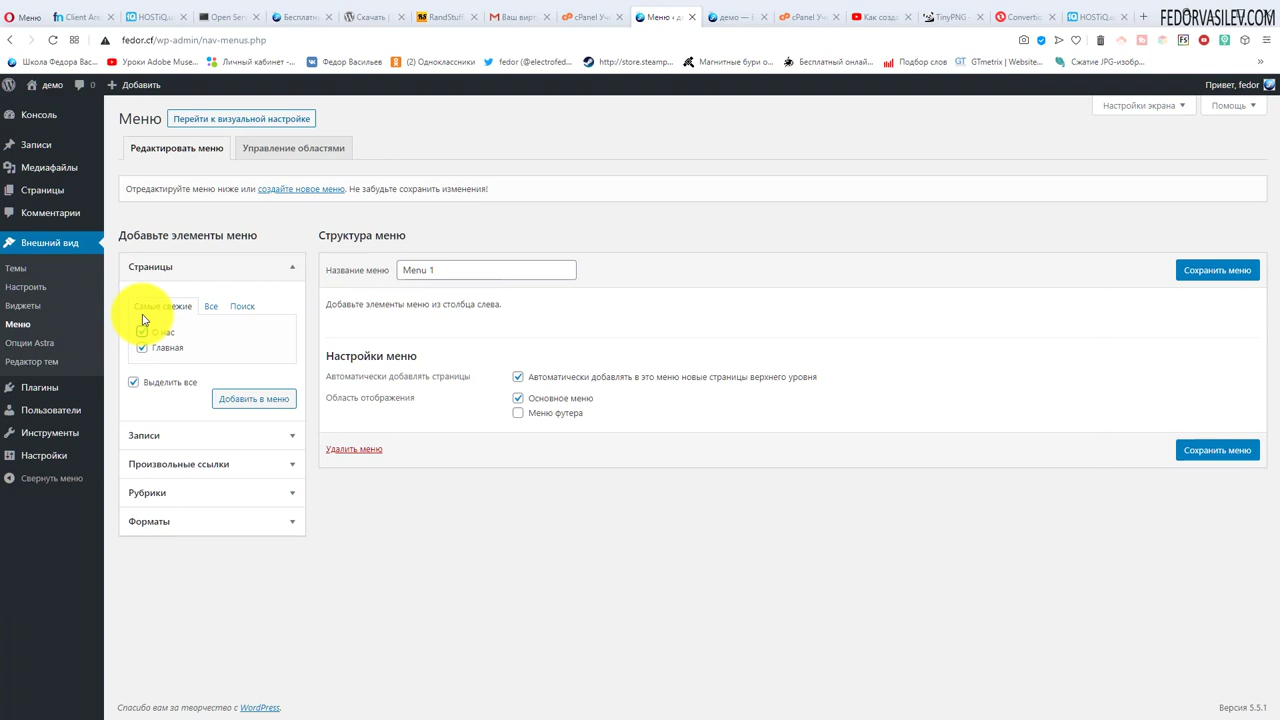 Меню
Client Are
HOSTiQ.u
Open Serv
Бесплатны
Скачать |
RandStuff
Ваш вирт
cPanel Уч
Меню « д
демо —
cPanel Уч
Как созд
TinyPNG -
Convertic
HOSTiQ.u
FEDORVASILEV.COM
fedor.cf/wp-admin/nav-menus.php
Школа Федора Вас...
Уроки Adobe Muse...
Личный кабинет -...
Федор Васильев
(2) Одноклассники
fedor (@electrofed...
http://store.steamp...
Магнитные бури о...
Бесплатный онлай...
Подбор слов
GTmetrix | Website...
Сжатие JPG-изобр...
демо
0
Добавить
Привет, fedor
Консоль
Записи
Медиафайлы
Страницы
Комментарии
Внешний вид
Темы
Настроить
Виджеты
Меню
Опции Astra
Редактор тем
Плагины
Пользователи
Инструменты
Настройки
Свернуть меню
Настройки экрана
Помощь
Меню
Перейти к визуальной настройке
Редактировать меню
Управление областями
Отредактируйте меню ниже или создайте новое меню. Не забудьте сохранить изменения!
Добавьте элементы меню
Страницы
Самые свежие
Все
Поиск
О нас
Главная
Выделить все
Добавить в меню
Записи
Произвольные ссылки
Рубрики
Форматы
Структура меню
Название меню
Menu 1
Сохранить меню
Добавьте элементы меню из столбца слева.
Настройки меню
Автоматически добавлять страницы
Автоматически добавлять в это меню новые страницы верхнего уровня
Область отображения
Основное меню
Меню футера
Удалить меню
Сохранить меню
Спасибо вам за творчество с WordPress.
Версия 5.5.1